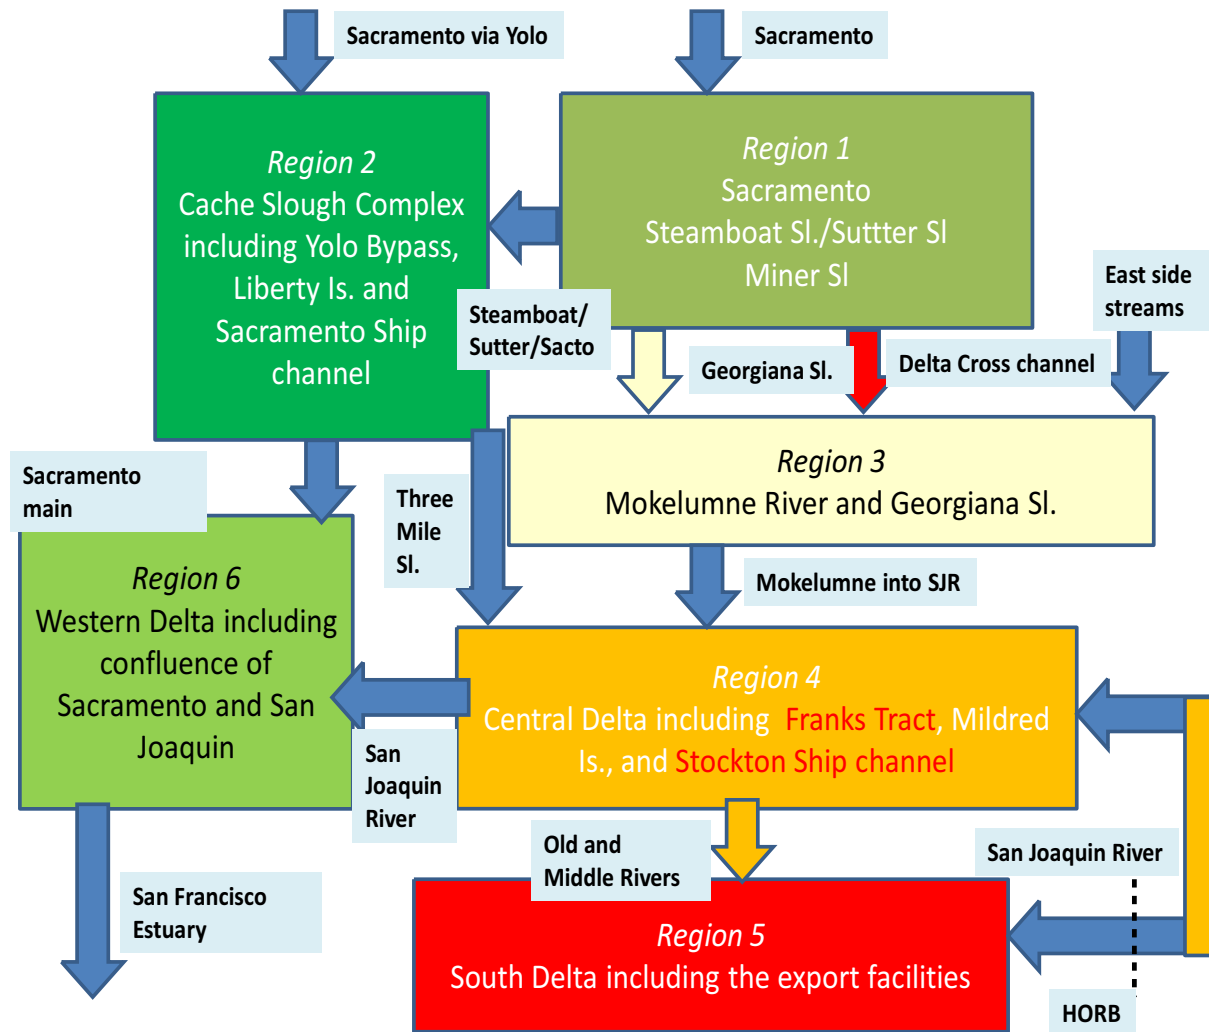 Sacramento via Yolo
Sacramento
Region 2
Cache Slough Complex
including Yolo Bypass,
Liberty Is. and
Sacramento Ship
channel
Region 1
Sacramento
Steamboat Sl./Suttter Sl
Miner Sl
East side
streams
Steamboat/
Sutter/Sacto
Georgiana Sl.
Delta Cross channel
Region 3
Mokelumne River and Georgiana Sl.
Sacramento
main
Three
Mile
Sl.
Mokelumne into SJR
Region 6
Western Delta including
confluence of
Sacramento and San
Joaquin
Region 4
Central Delta including Franks Tract, Mildred
Is., and Stockton Ship channel
San
Joaquin
River
Old and
Middle Rivers
San Joaquin River
San Francisco
Estuary
Region 5
South Delta including the export facilities
HORB